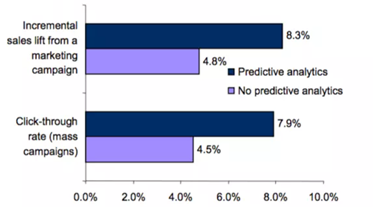 Incremental
sales lift from a
marketing
campaign
8.3%
4.8%
Predictive analytics
No predictive analytics
Click-through
rate (mass
campaigns)
7.9%
4.5%
0.0% 2.0% 4.0% 6.0% 8.0% 10.0%